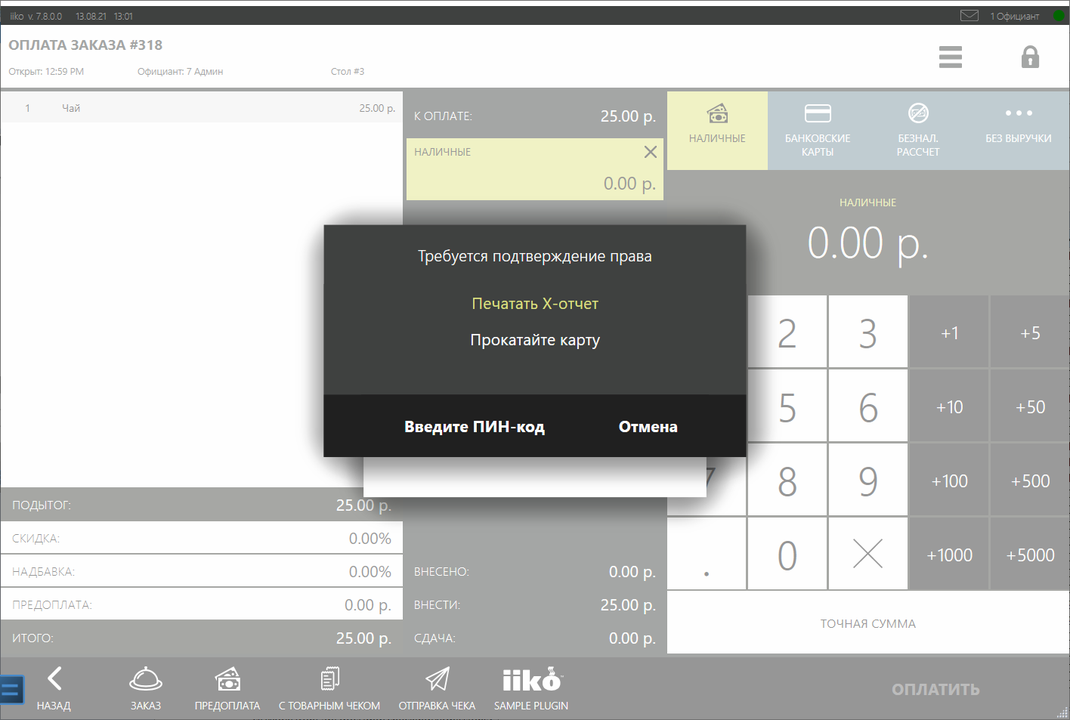 iiko v. 7.8.0.0 13.08.21 13:01
1 Официант
ОПЛАТА ЗАКАЗА #318
Открыт: 12:59 PM Официант: 7 Админ Стол #3
1 Чай 25.00 р.
ПОДЫТОГ: 25.00 р.
СКИДКА: 0.00%
НАДБАВКА: 0.00%
ПРЕДОПЛАТА: 0.00 р.
ИТОГО: 25.00 р.
К ОПЛАТЕ: 25.00 р.
НАЛИЧНЫЕ
0.00 р.
ВНЕСЕНО: 0.00 р.
ВНЕСТИ: 25.00 р.
СДАЧА: 0.00 р.
Требуется подтверждение права
Печатать X-отчет
Прокатайте карту
Введите ПИН-код Отмена
НАЛИЧНЫЕ
БАНКОВСКИЕ
КАРТЫ
БЕЗНАЛ.
РАССЧЕТ
БЕЗ ВЫРУЧКИ
НАЛИЧНЫЕ
0.00 р.
2 3 +1 +5
5 6 +10 +50
7 8 9 +100 +500
. 0 +1000 +5000
ТОЧНАЯ СУММА
НАЗАД
ЗАКАЗ
ПРЕДОПЛАТА
С ТОВАРНЫМ ЧЕКОМ
ОТПРАВКА ЧЕКА
iiko
SAMPLE PLUGIN
ОПЛАТИТЬ